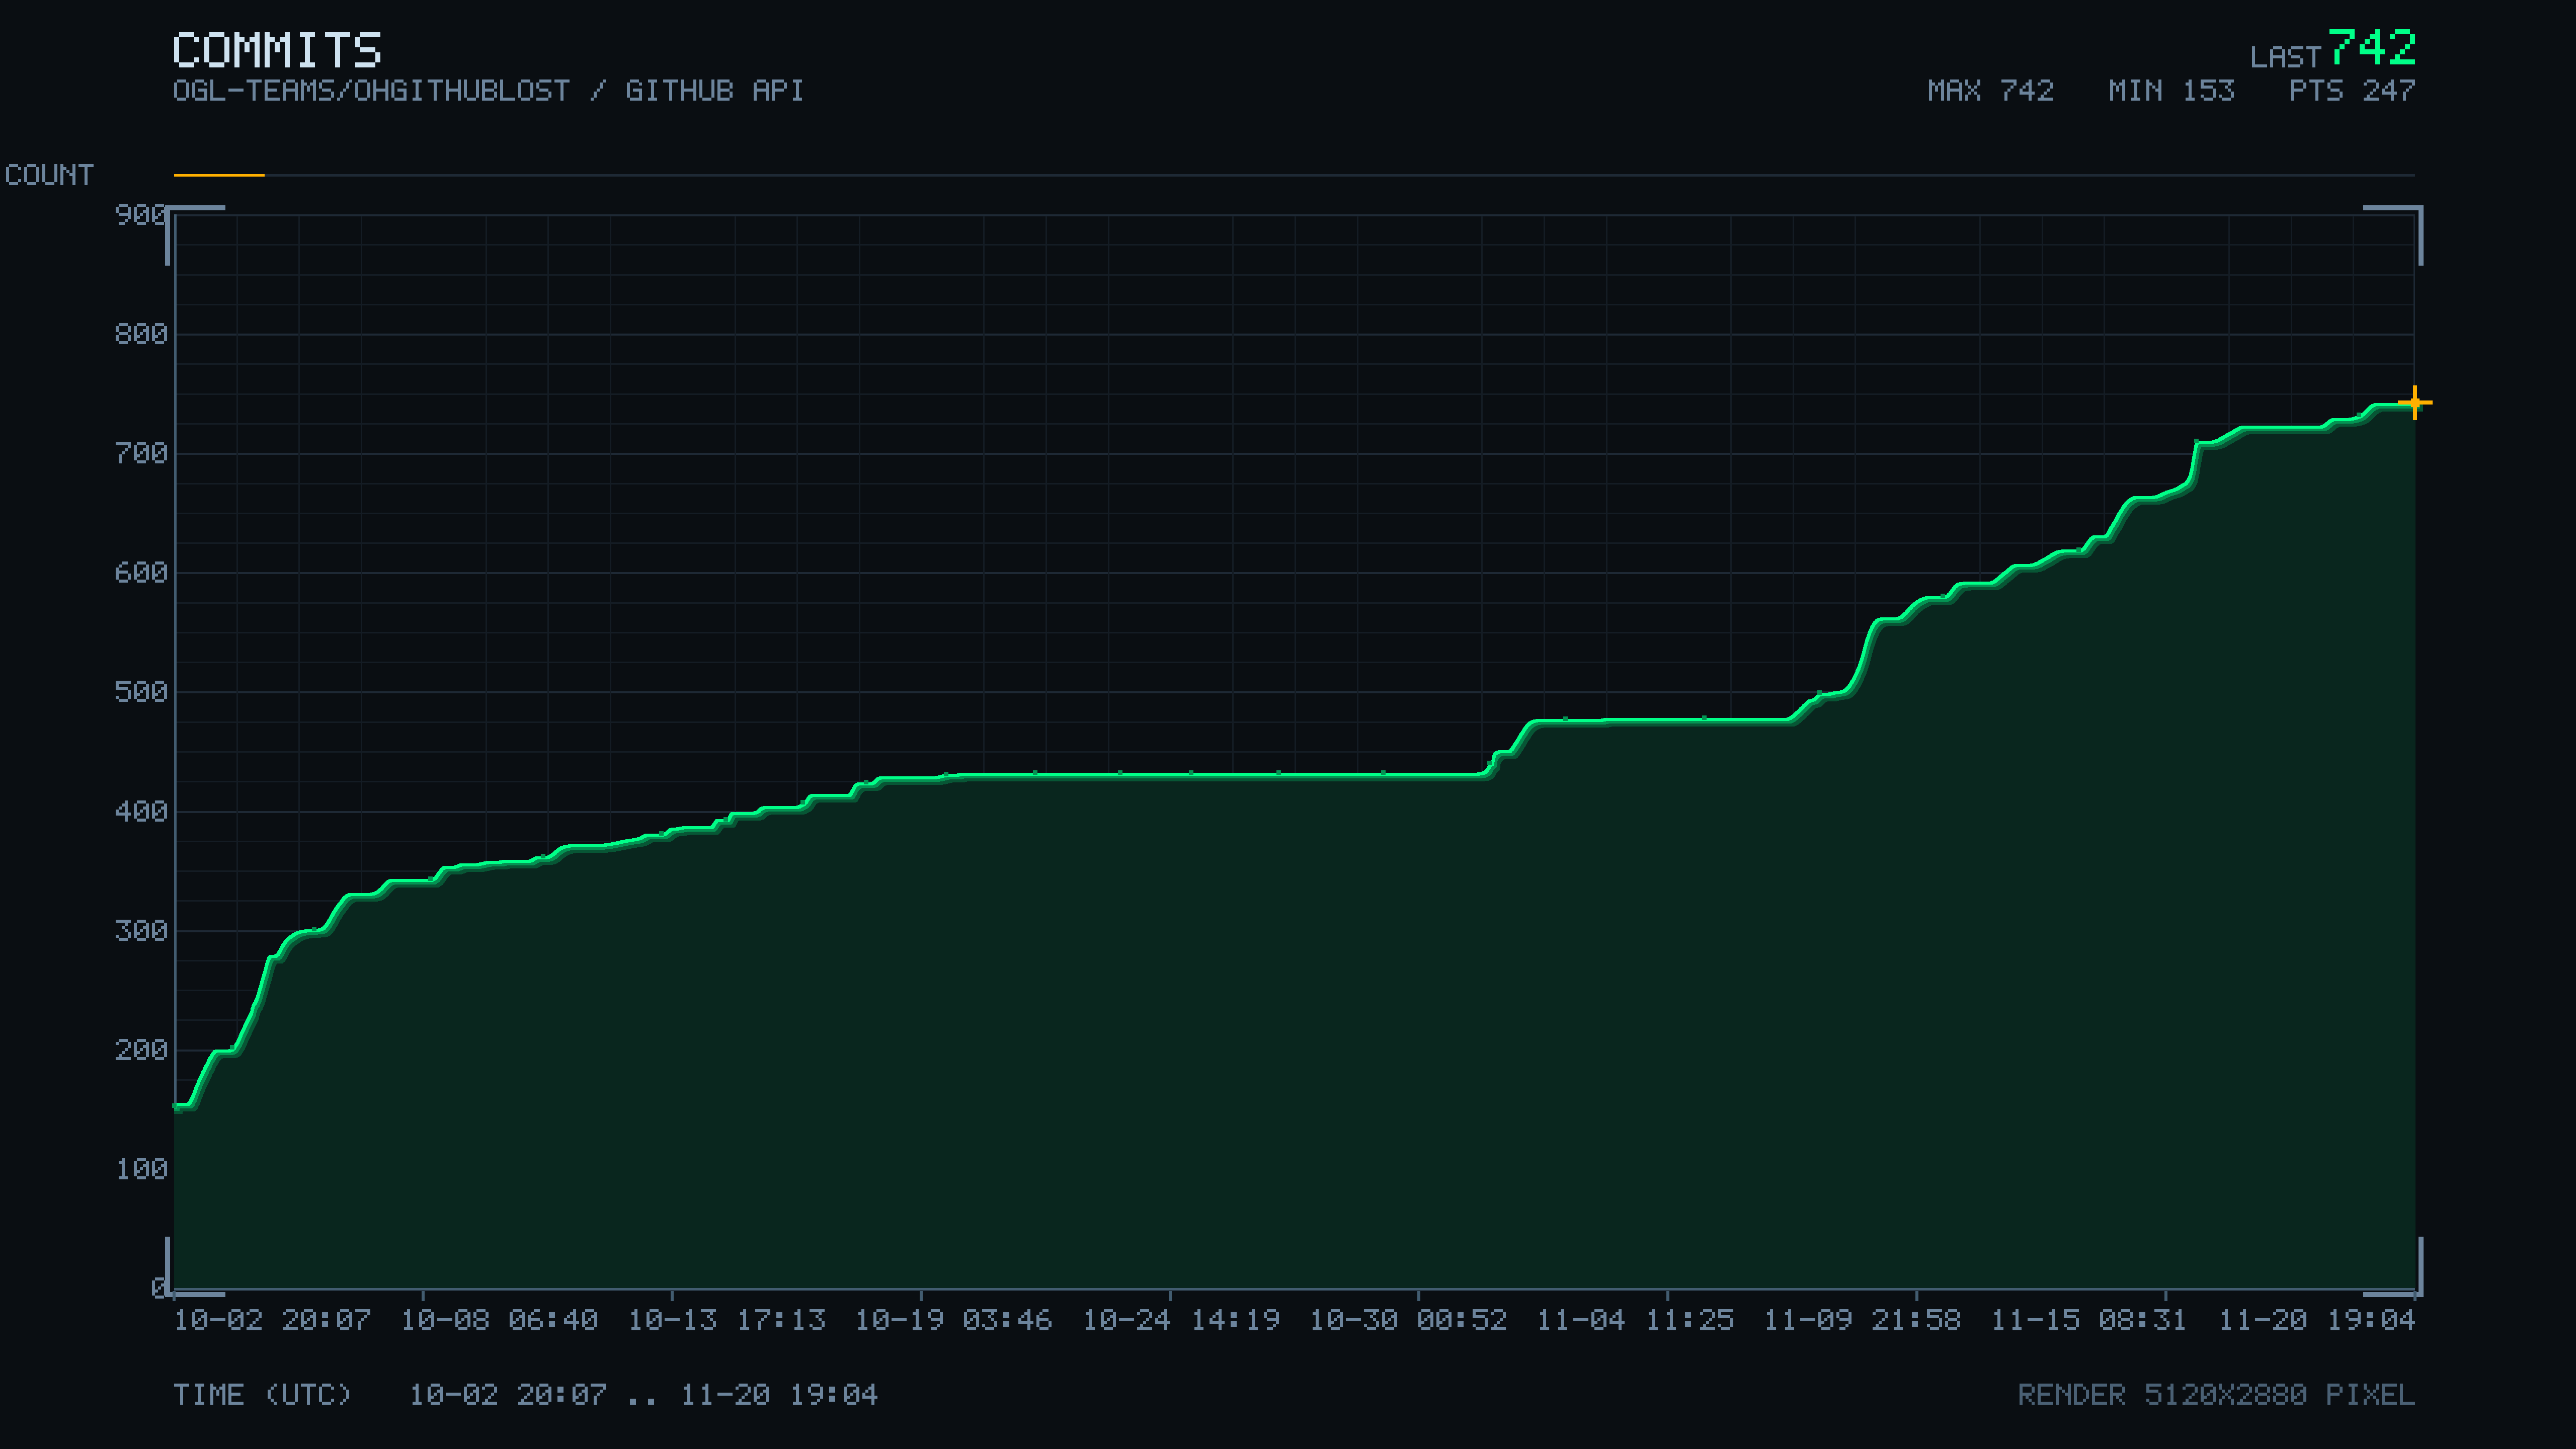 COMMITS
LAST 742
OGL-TEAMS/OHGITHUBLOST / GITHUB API
MAX 742 MIN 153 PTS 247
COUNT
900
800
700
600
500
400
300
200
100
0
10-02 20:07 10-08 06:40 10-13 17:13 10-19 03:46 10-24 14:19 10-30 00:52 11-04 11:25 11-09 21:58 11-15 08:31 11-20 19:04
TIME (UTC) 10-02 20:07 .. 11-20 19:04
RENDER 5120X2880 PIXEL